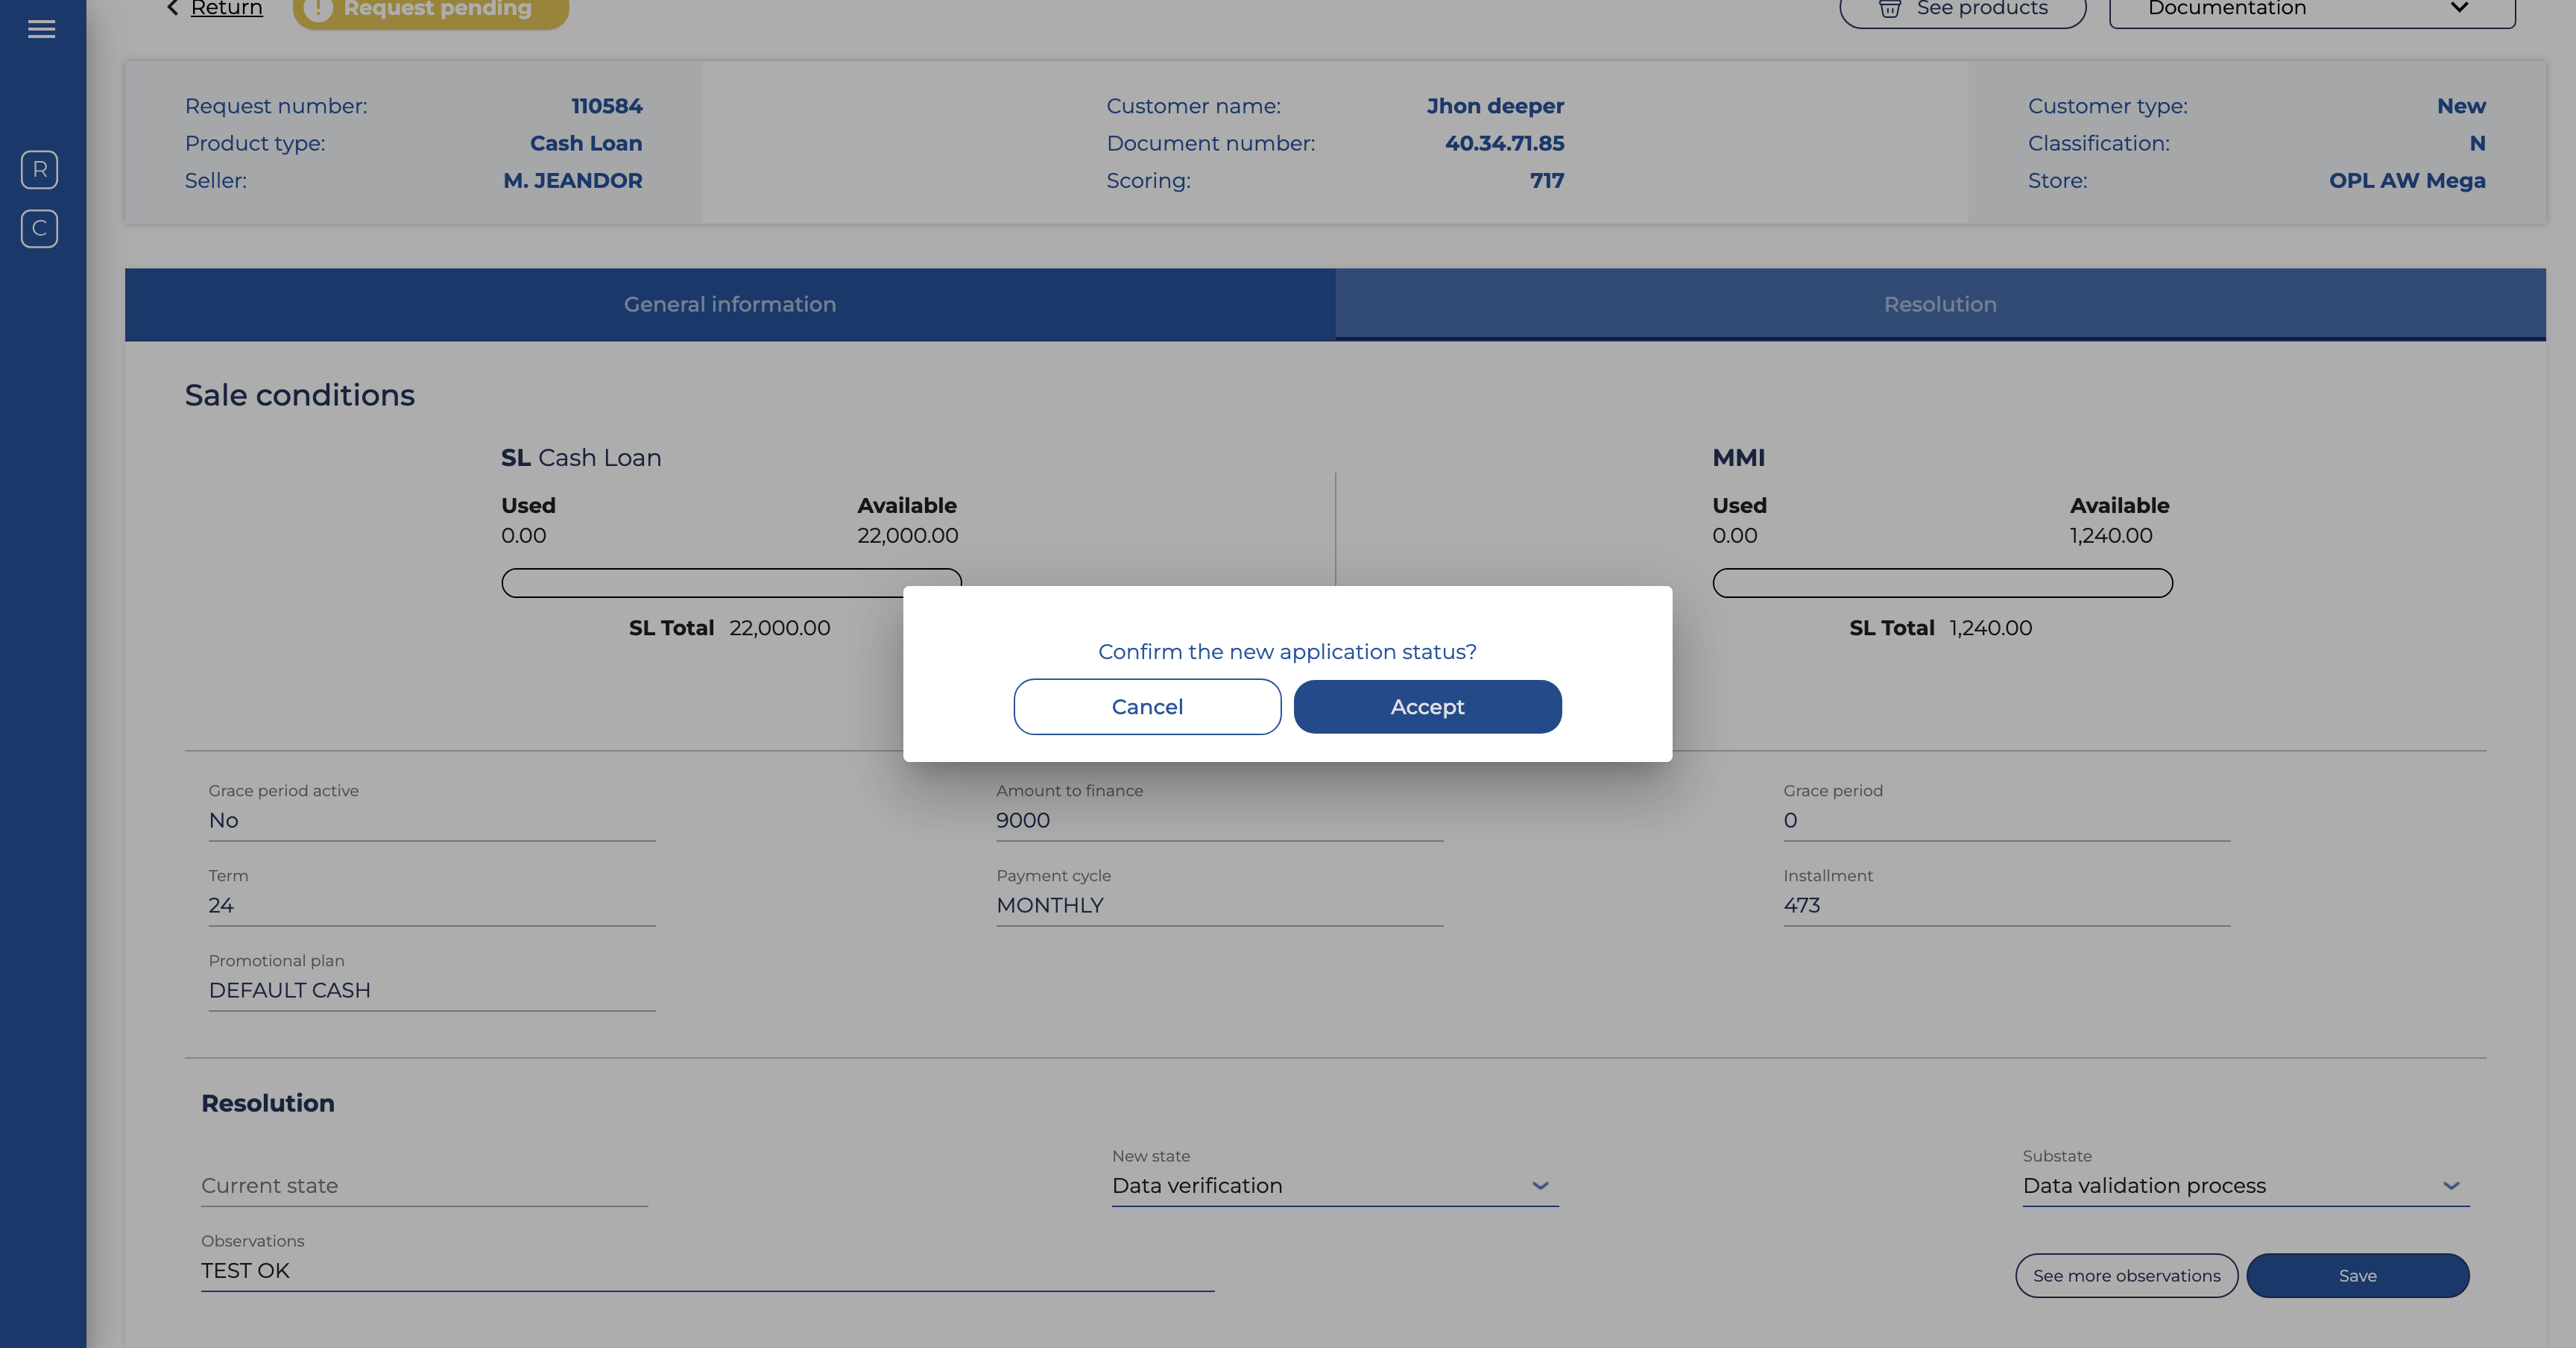 Return
Request pending
See products
Documentation
R
C
Request number: 110584
Product type: Cash Loan
Seller: M. JEANDOR
Customer name: Jhon deeper
Document number: 40.34.71.85
Scoring: 717
Customer type: New
Classification: N
Store: OPL AW Mega
General information
Resolution
Sale conditions
SL Cash Loan
Used Available
0.00 22,000.00
SL Total 22,000.00
MMI
Used Available
0.00 1,240.00
SL Total 1,240.00
Confirm the new application status?
Cancel Accept
Grace period active
No
Amount to finance
9000
Grace period
0
Term
24
Payment cycle
MONTHLY
Installment
473
Promotional plan
DEFAULT CASH
Resolution
Current state
New state
Data verification
Substate
Data validation process
Observations
TEST OK
See more observations
Save